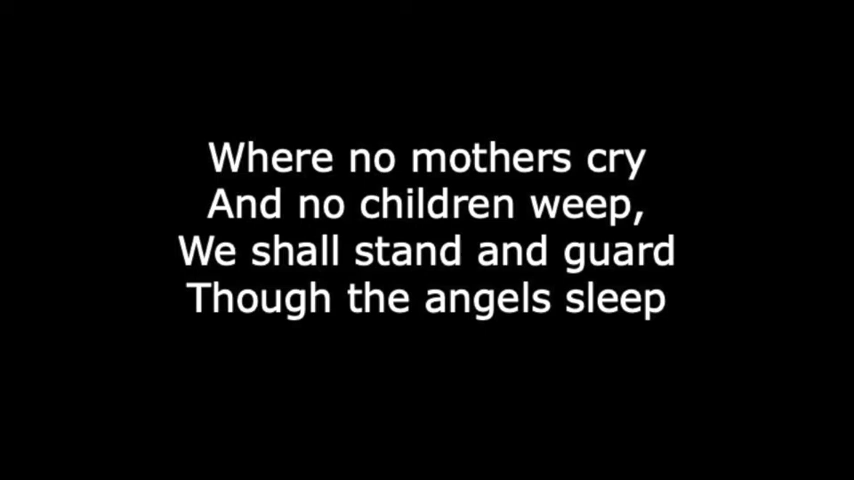 Where no mothers cry
And no children weep,
We shall stand and guard
Though the angels sleep